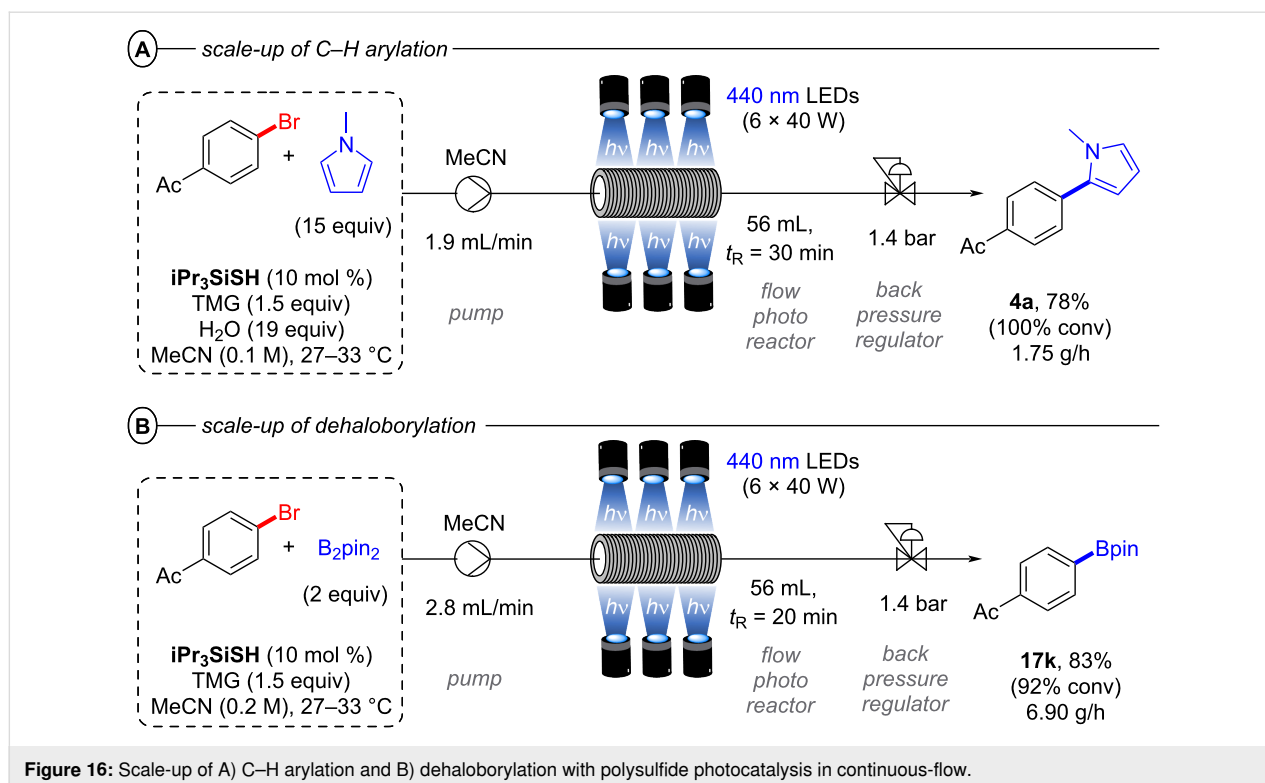 A scale-up of C–H arylation
Br
N
+
Ac
(15 equiv)
iPr₃SiSH (10 mol %)
TMG (1.5 equiv)
H₂O (19 equiv)
MeCN (0.1 M), 27–33 °C
MeCN
1.9 mL/min
pump
hν hν hν
hν hν hν
440 nm LEDs
(6 × 40 W)
56 mL,
tR = 30 min
flow
photo
reactor
1.4 bar
back
pressure
regulator
N
Ac
4a, 78%
(100% conv)
1.75 g/h
B scale-up of dehaloborylation
Br
+ B₂pin₂
Ac
(2 equiv)
iPr₃SiSH (10 mol %)
TMG (1.5 equiv)
MeCN (0.2 M), 27–33 °C
MeCN
2.8 mL/min
pump
hν hν hν
hν hν hν
440 nm LEDs
(6 × 40 W)
56 mL,
tR = 20 min
flow
photo
reactor
1.4 bar
back
pressure
regulator
Bpin
Ac
17k, 83%
(92% conv)
6.90 g/h
Figure 16: Scale-up of A) C–H arylation and B) dehaloborylation with polysulfide photocatalysis in continuous-flow.